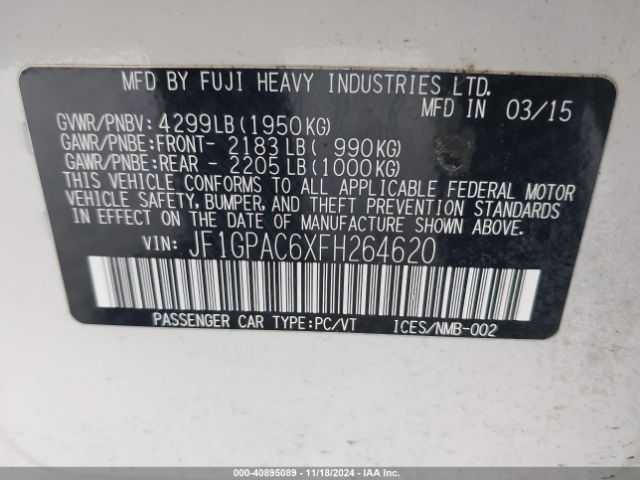 MFD BY FUJI HEAVY INDUSTRIES LTD.
MFD IN 03/15
GVWR/PNBV: 4299LB(1950KG)
GAWR/PNBE:FRONT- 2183LB( 990KG)
GAWR/PNBE:REAR - 2205LB(1000KG)
THIS VEHICLE CONFORMS TO ALL APPLICABLE FEDERAL MOTOR
VEHICLE SAFETY, BUMPER, AND THEFT PREVENTION STANDARDS
IN EFFECT ON THE DATE OF MANUFACTURE SHOWN ABOVE.
VIN: JF1GPAC6XFH264620
PASSENGER CAR TYPE:PC/VT ICES/NMB-002
000-40895089 | 11/18/2024 | IAA Inc.